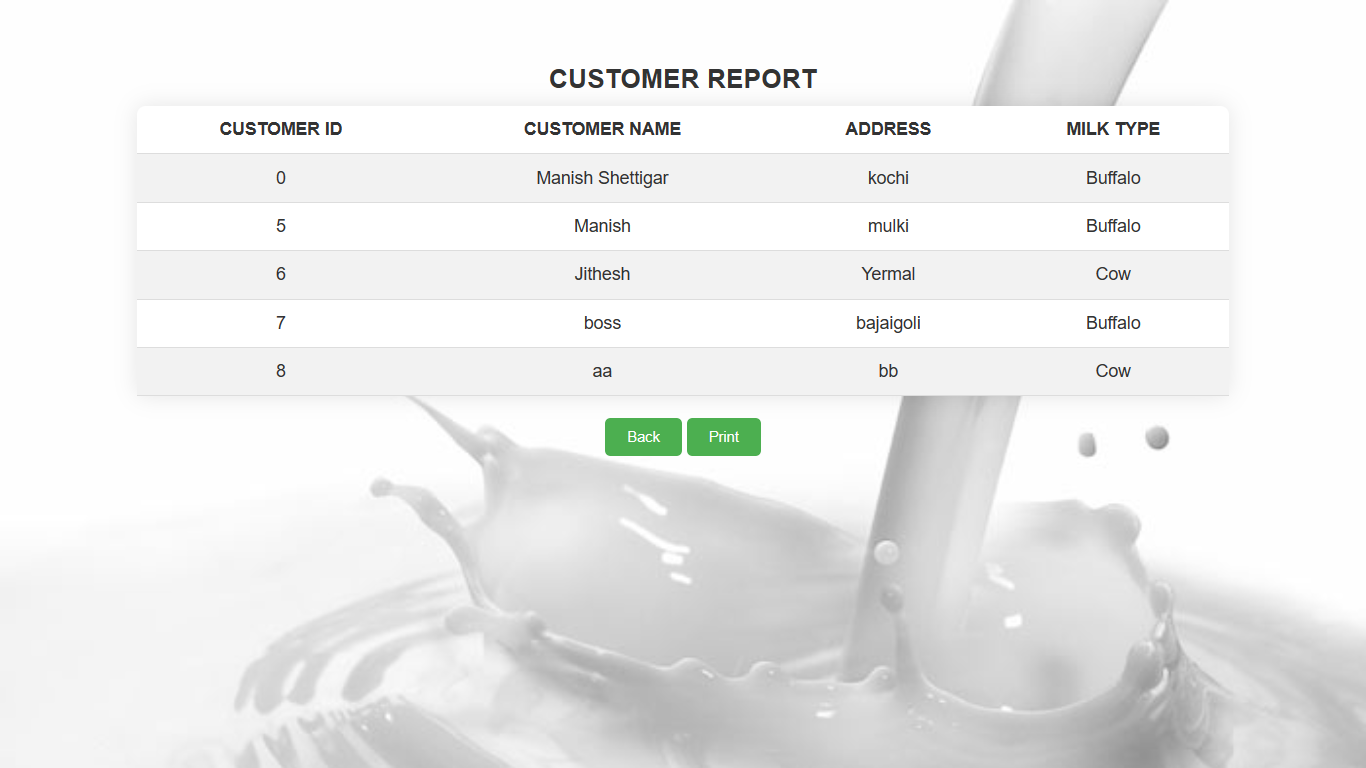 CUSTOMER REPORT
CUSTOMER ID CUSTOMER NAME ADDRESS MILK TYPE
0 Manish Shettigar kochi Buffalo
5 Manish mulki Buffalo
6 Jithesh Yermal Cow
7 boss bajaigoli Buffalo
8 aa bb Cow
Back Print